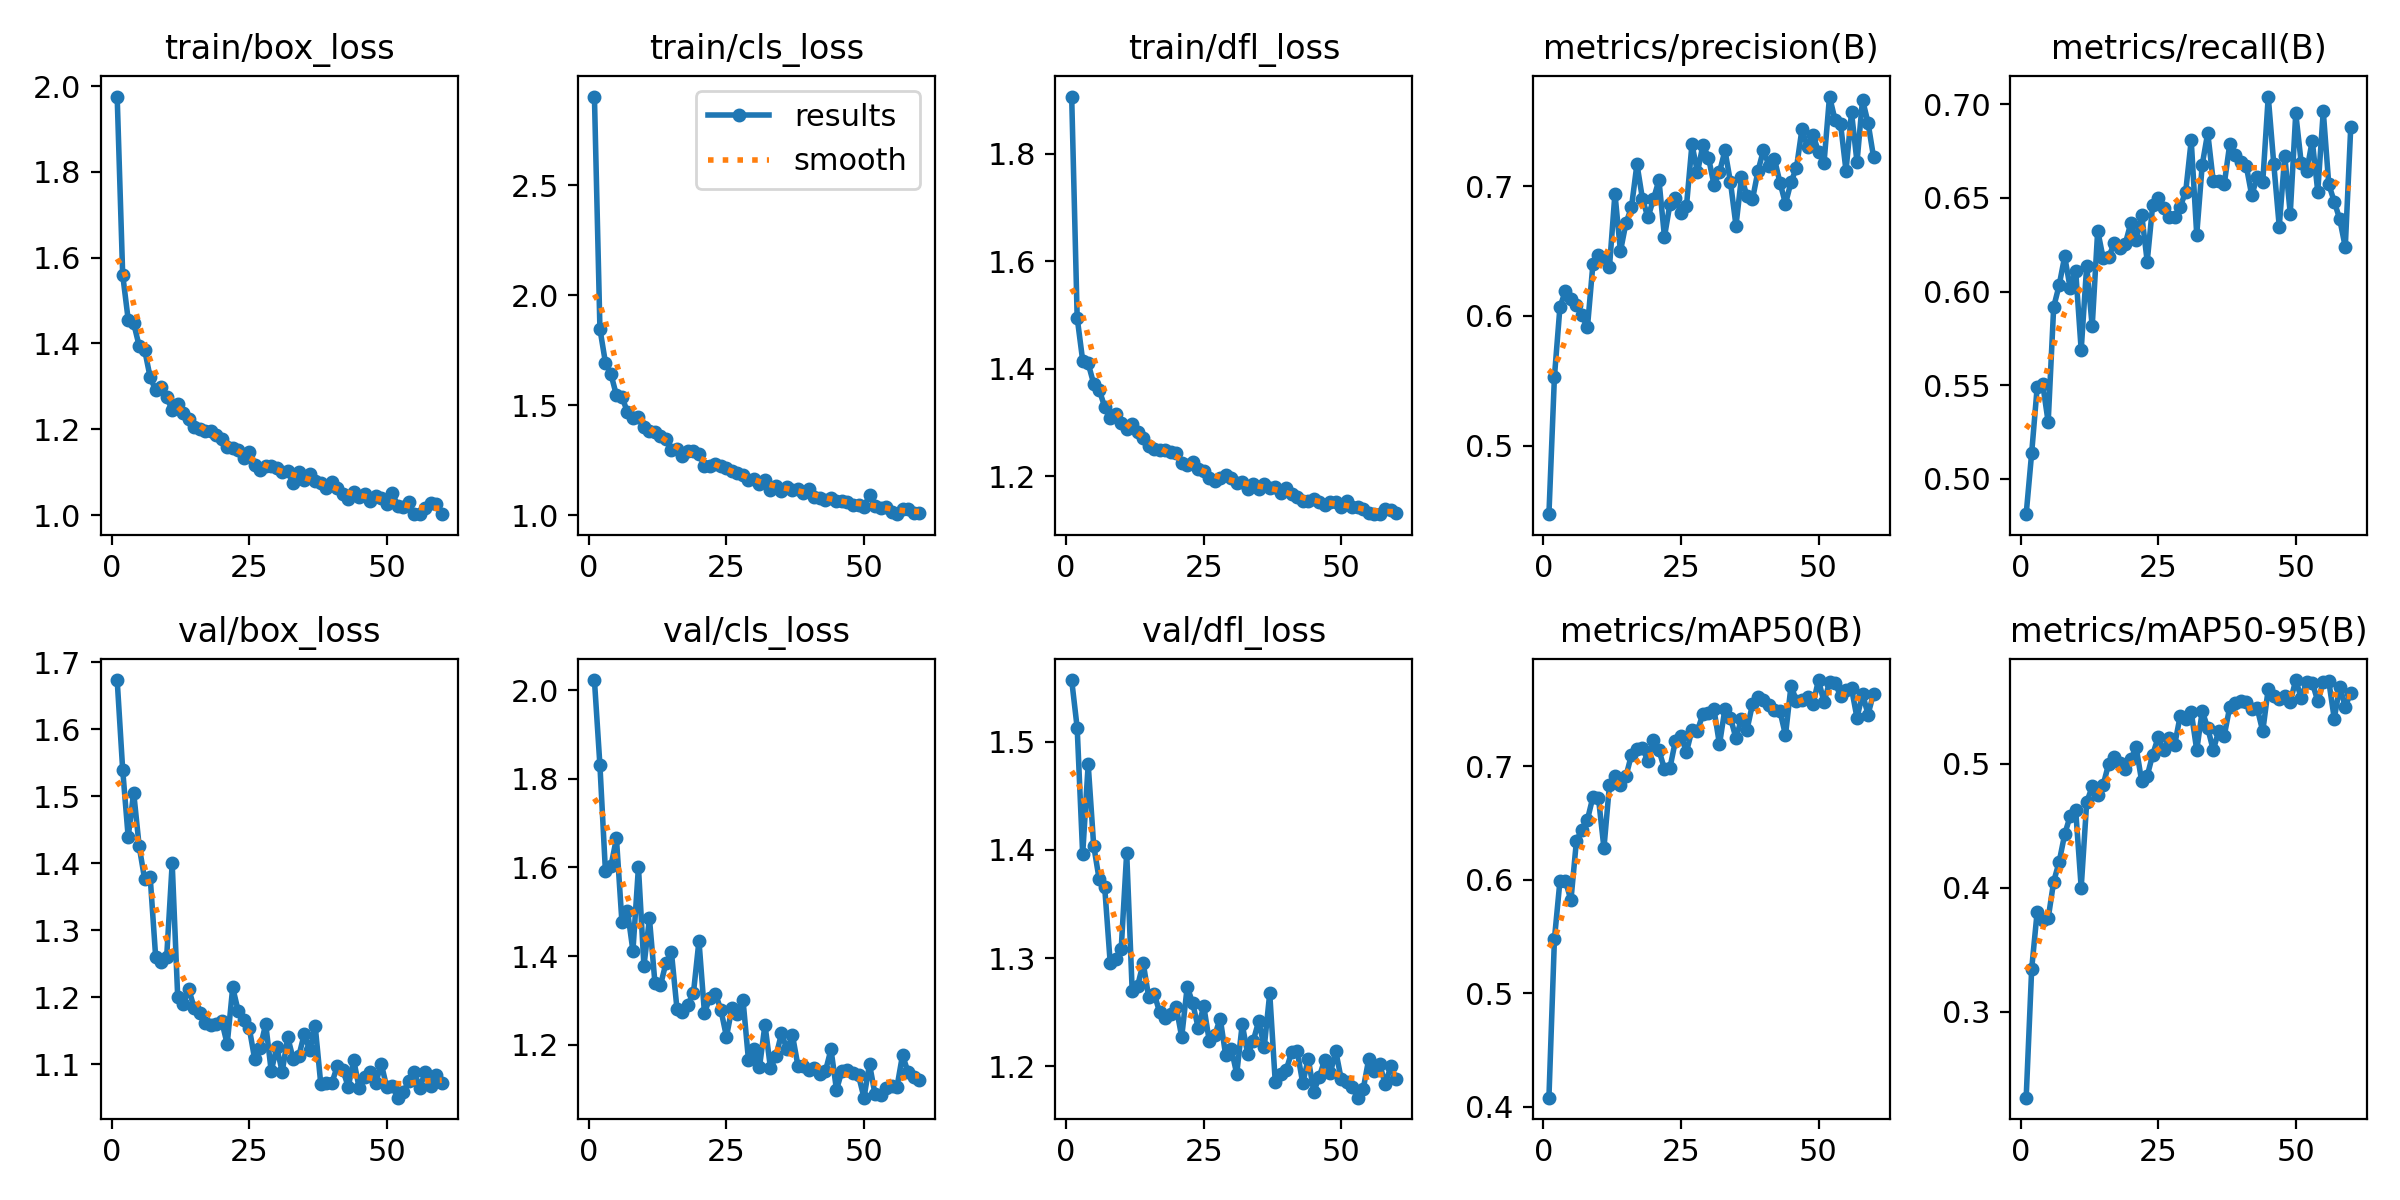 train/box_loss
2.0
1.8
1.6
1.4
1.2
1.0
0 25 50
train/cls_loss
results
smooth
2.5
2.0
1.5
1.0
0 25 50
train/dfl_loss
1.8
1.6
1.4
1.2
0 25 50
metrics/precision(B)
0.7
0.6
0.5
0 25 50
metrics/recall(B)
0.70
0.65
0.60
0.55
0.50
0 25 50
val/box_loss
1.7
1.6
1.5
1.4
1.3
1.2
1.1
0 25 50
val/cls_loss
2.0
1.8
1.6
1.4
1.2
0 25 50
val/dfl_loss
1.5
1.4
1.3
1.2
0 25 50
metrics/mAP50(B)
0.7
0.6
0.5
0.4
0 25 50
metrics/mAP50-95(B)
0.5
0.4
0.3
0 25 50